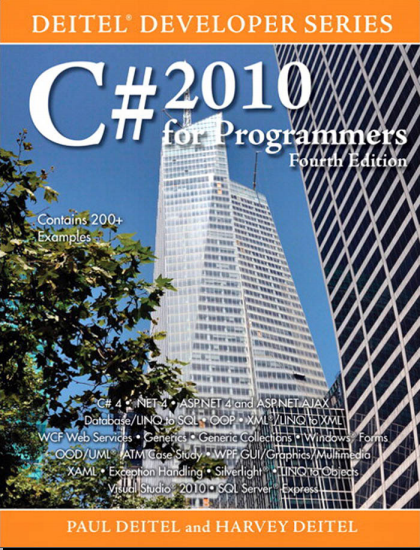 DEITEL® DEVELOPER SERIES
C# 2010
for Programmers
Fourth Edition
Contains 200+
Examples
C# 4 • .NET 4 • ASP.NET 4 and ASP.NET AJAX
Database/LINQ to SQL • OOP • XML /LINQ to XML
WCF Web Services • Generics • Generic Collections • Windows Forms
OOD/UML ATM Case Study • WPF GUI/Graphics/Multimedia
XAML • Exception Handling • Silverlight • LINQ to Objects
Visual Studio® 2010 • SQL Server Express
PAUL DEITEL and HARVEY DEITEL